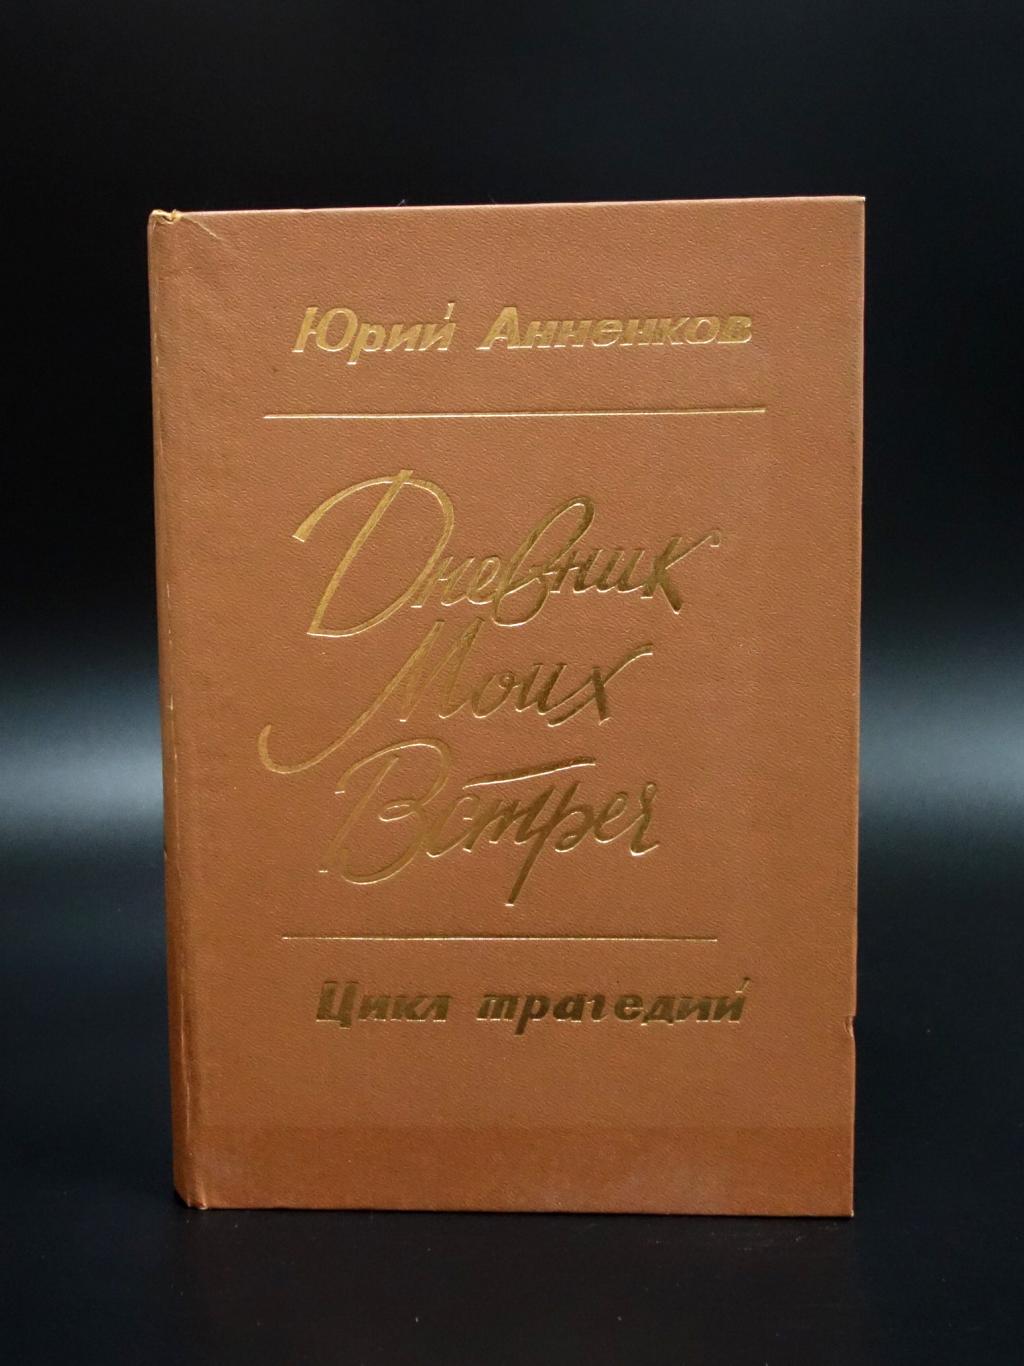 Юрий Анненков
Дневник
Моих
Встреч
Цикл трагедий